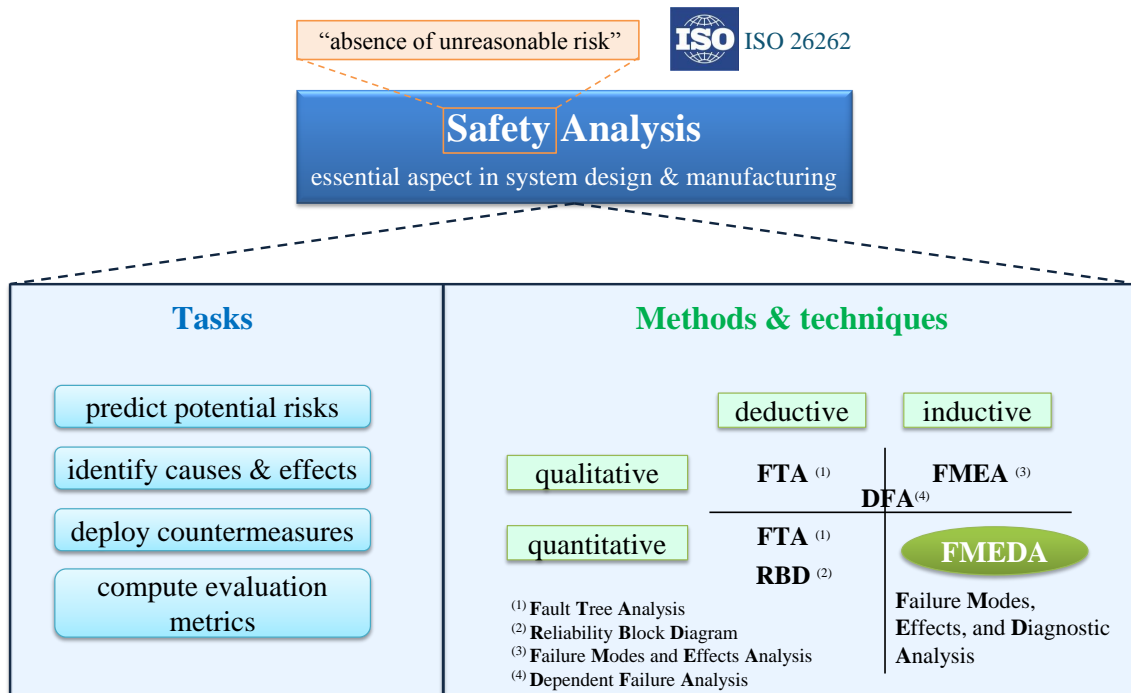 “absence of unreasonable risk”
ISO
ISO 26262
Safety Analysis
essential aspect in system design & manufacturing
Tasks
predict potential risks
identify causes & effects
deploy countermeasures
compute evaluation
metrics
Methods & techniques
deductive
inductive
qualitative
FTA (1)
FMEA (3)
DFA(4)
quantitative
FTA (1)
RBD (2)
FMEDA
Failure Modes,
Effects, and Diagnostic
Analysis
(1) Fault Tree Analysis
(2) Reliability Block Diagram
(3) Failure Modes and Effects Analysis
(4) Dependent Failure Analysis